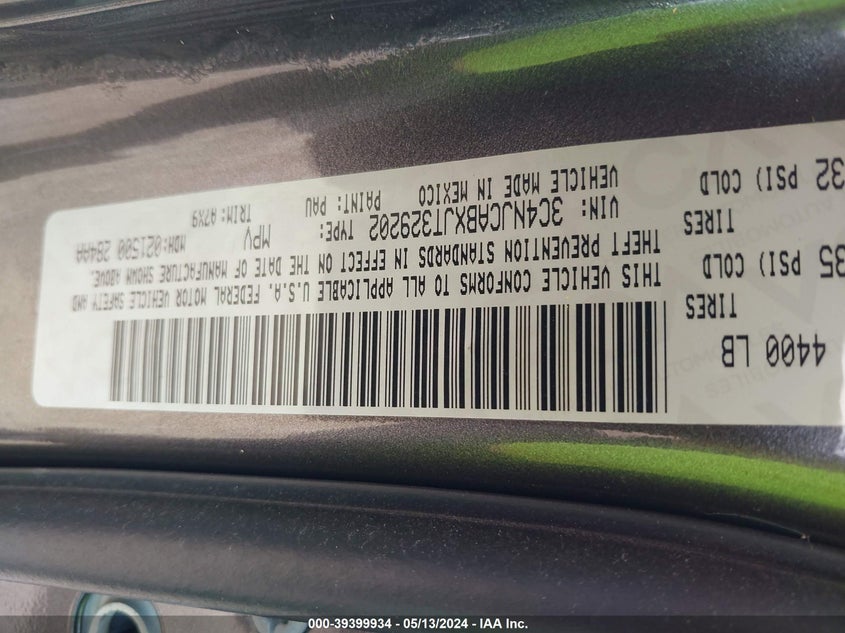 4400 LB
TIRES
35 PSI) COLD
TIRES
32 PSI) COLD
THIS VEHICLE CONFORMS TO ALL APPLICABLE U.S.A. FEDERAL MOTOR VEHICLE SAFETY AND
THEFT PREVENTION STANDARDS IN EFFECT ON THE DATE OF MANUFACTURE SHOWN ABOVE.
VIN: 3C4NJCABXJT329202 TYPE: MPV MDH:021500 284AA
VEHICLE MADE IN MEXICO PAINT: PAU TRIM:A7X9
000-39399934 - 05/13/2024 - IAA Inc.